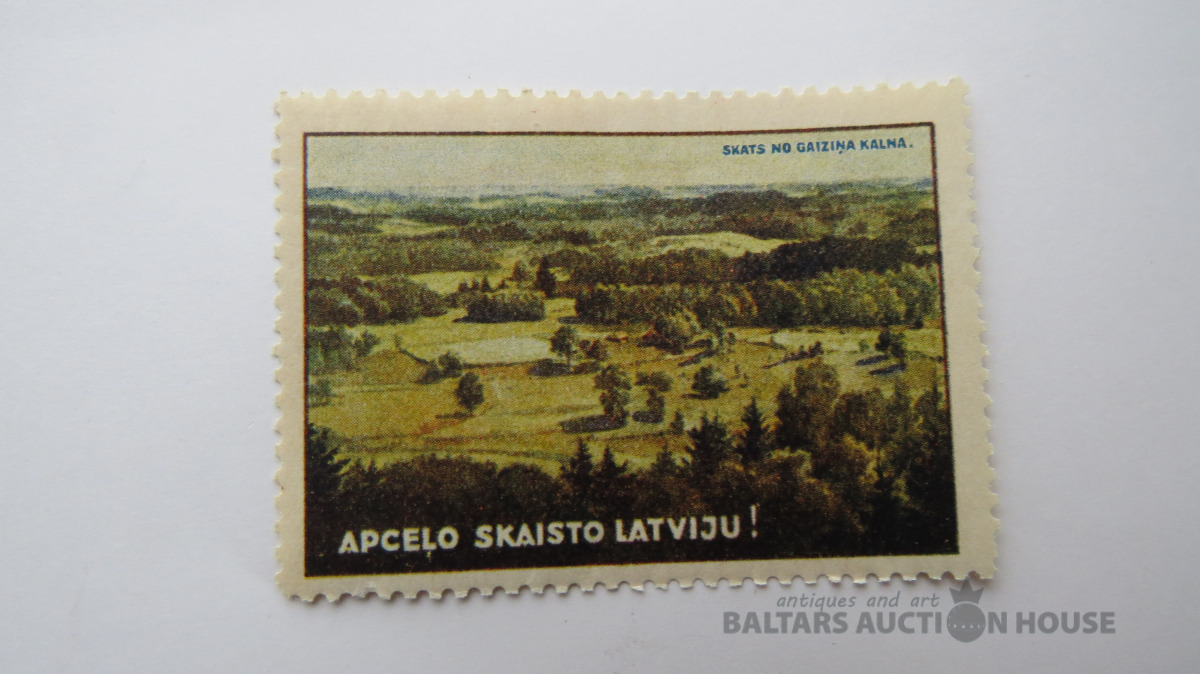 SKATS NO GAIZIŅA KALNA.
APCEĻO SKAISTO LATVIJU!
antiques and art
BALTARS AUCTION HOUSE